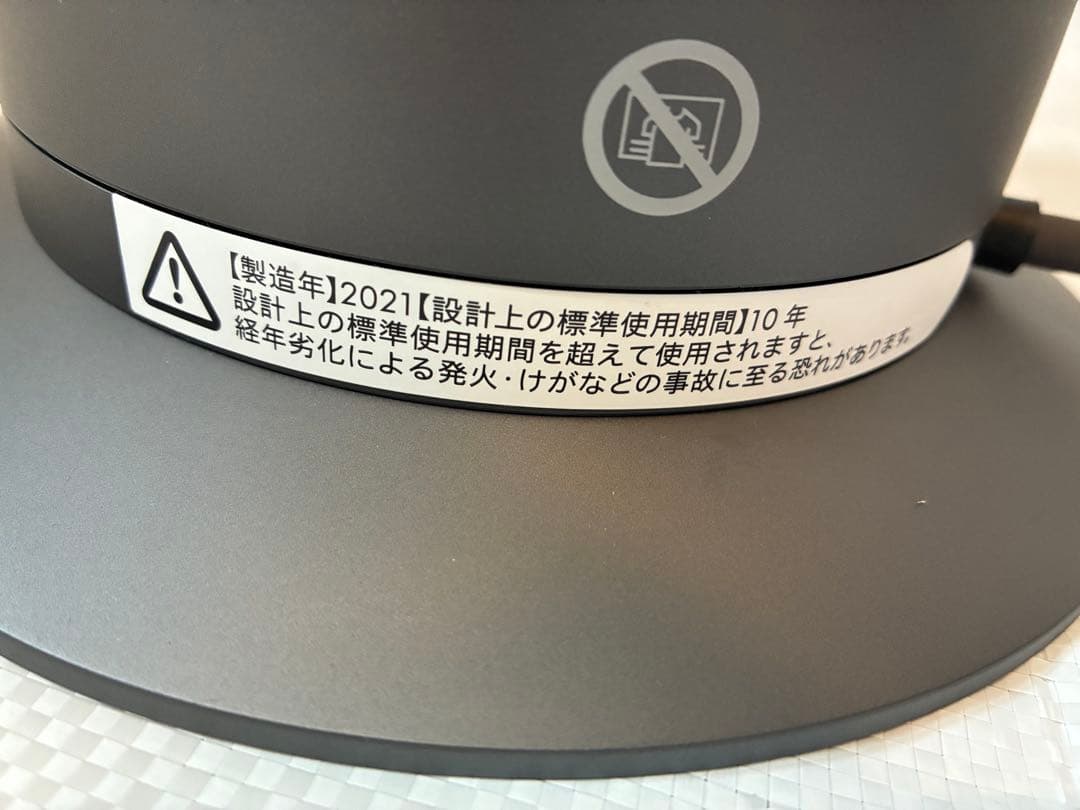 【製造年】2021【設計上の標準使用期間】10年
設計上の標準使用期間を超えて使用されますと、
経年劣化による発火・けがなどの事故に至る恐れがあります。